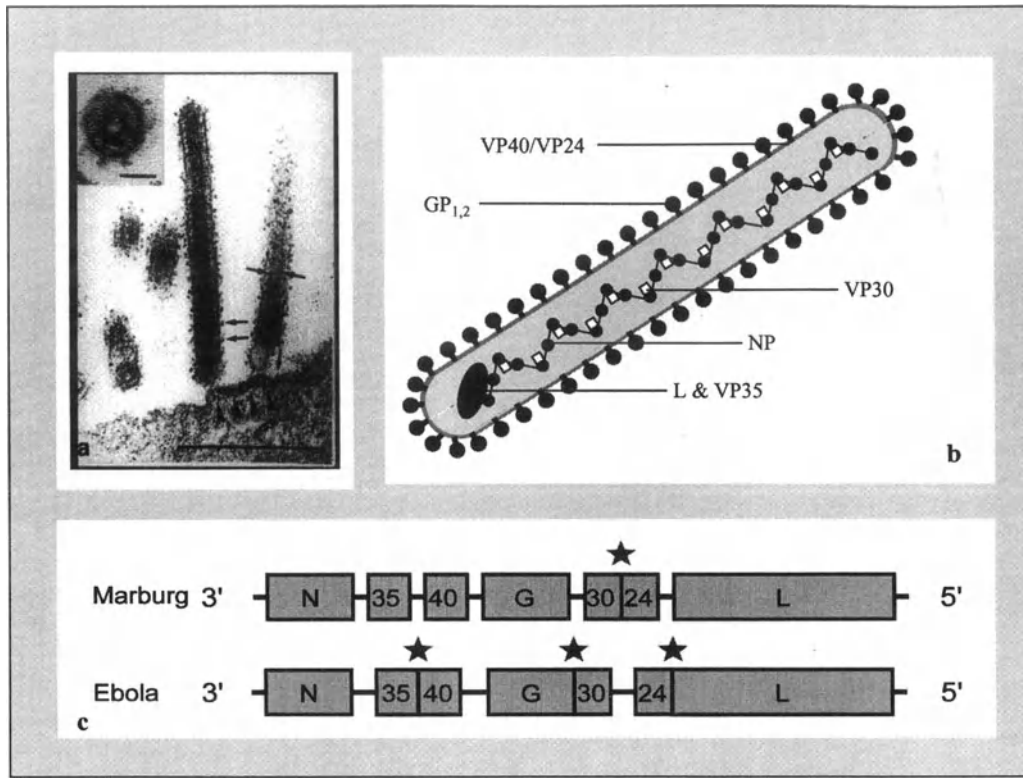 a
VP40/VP24
GP1,2
VP30
NP
L & VP35
b
Marburg 3' N 35 40 G 30 24 L 5'
Ebola 3' N 35 40 G 30 24 L 5'
c